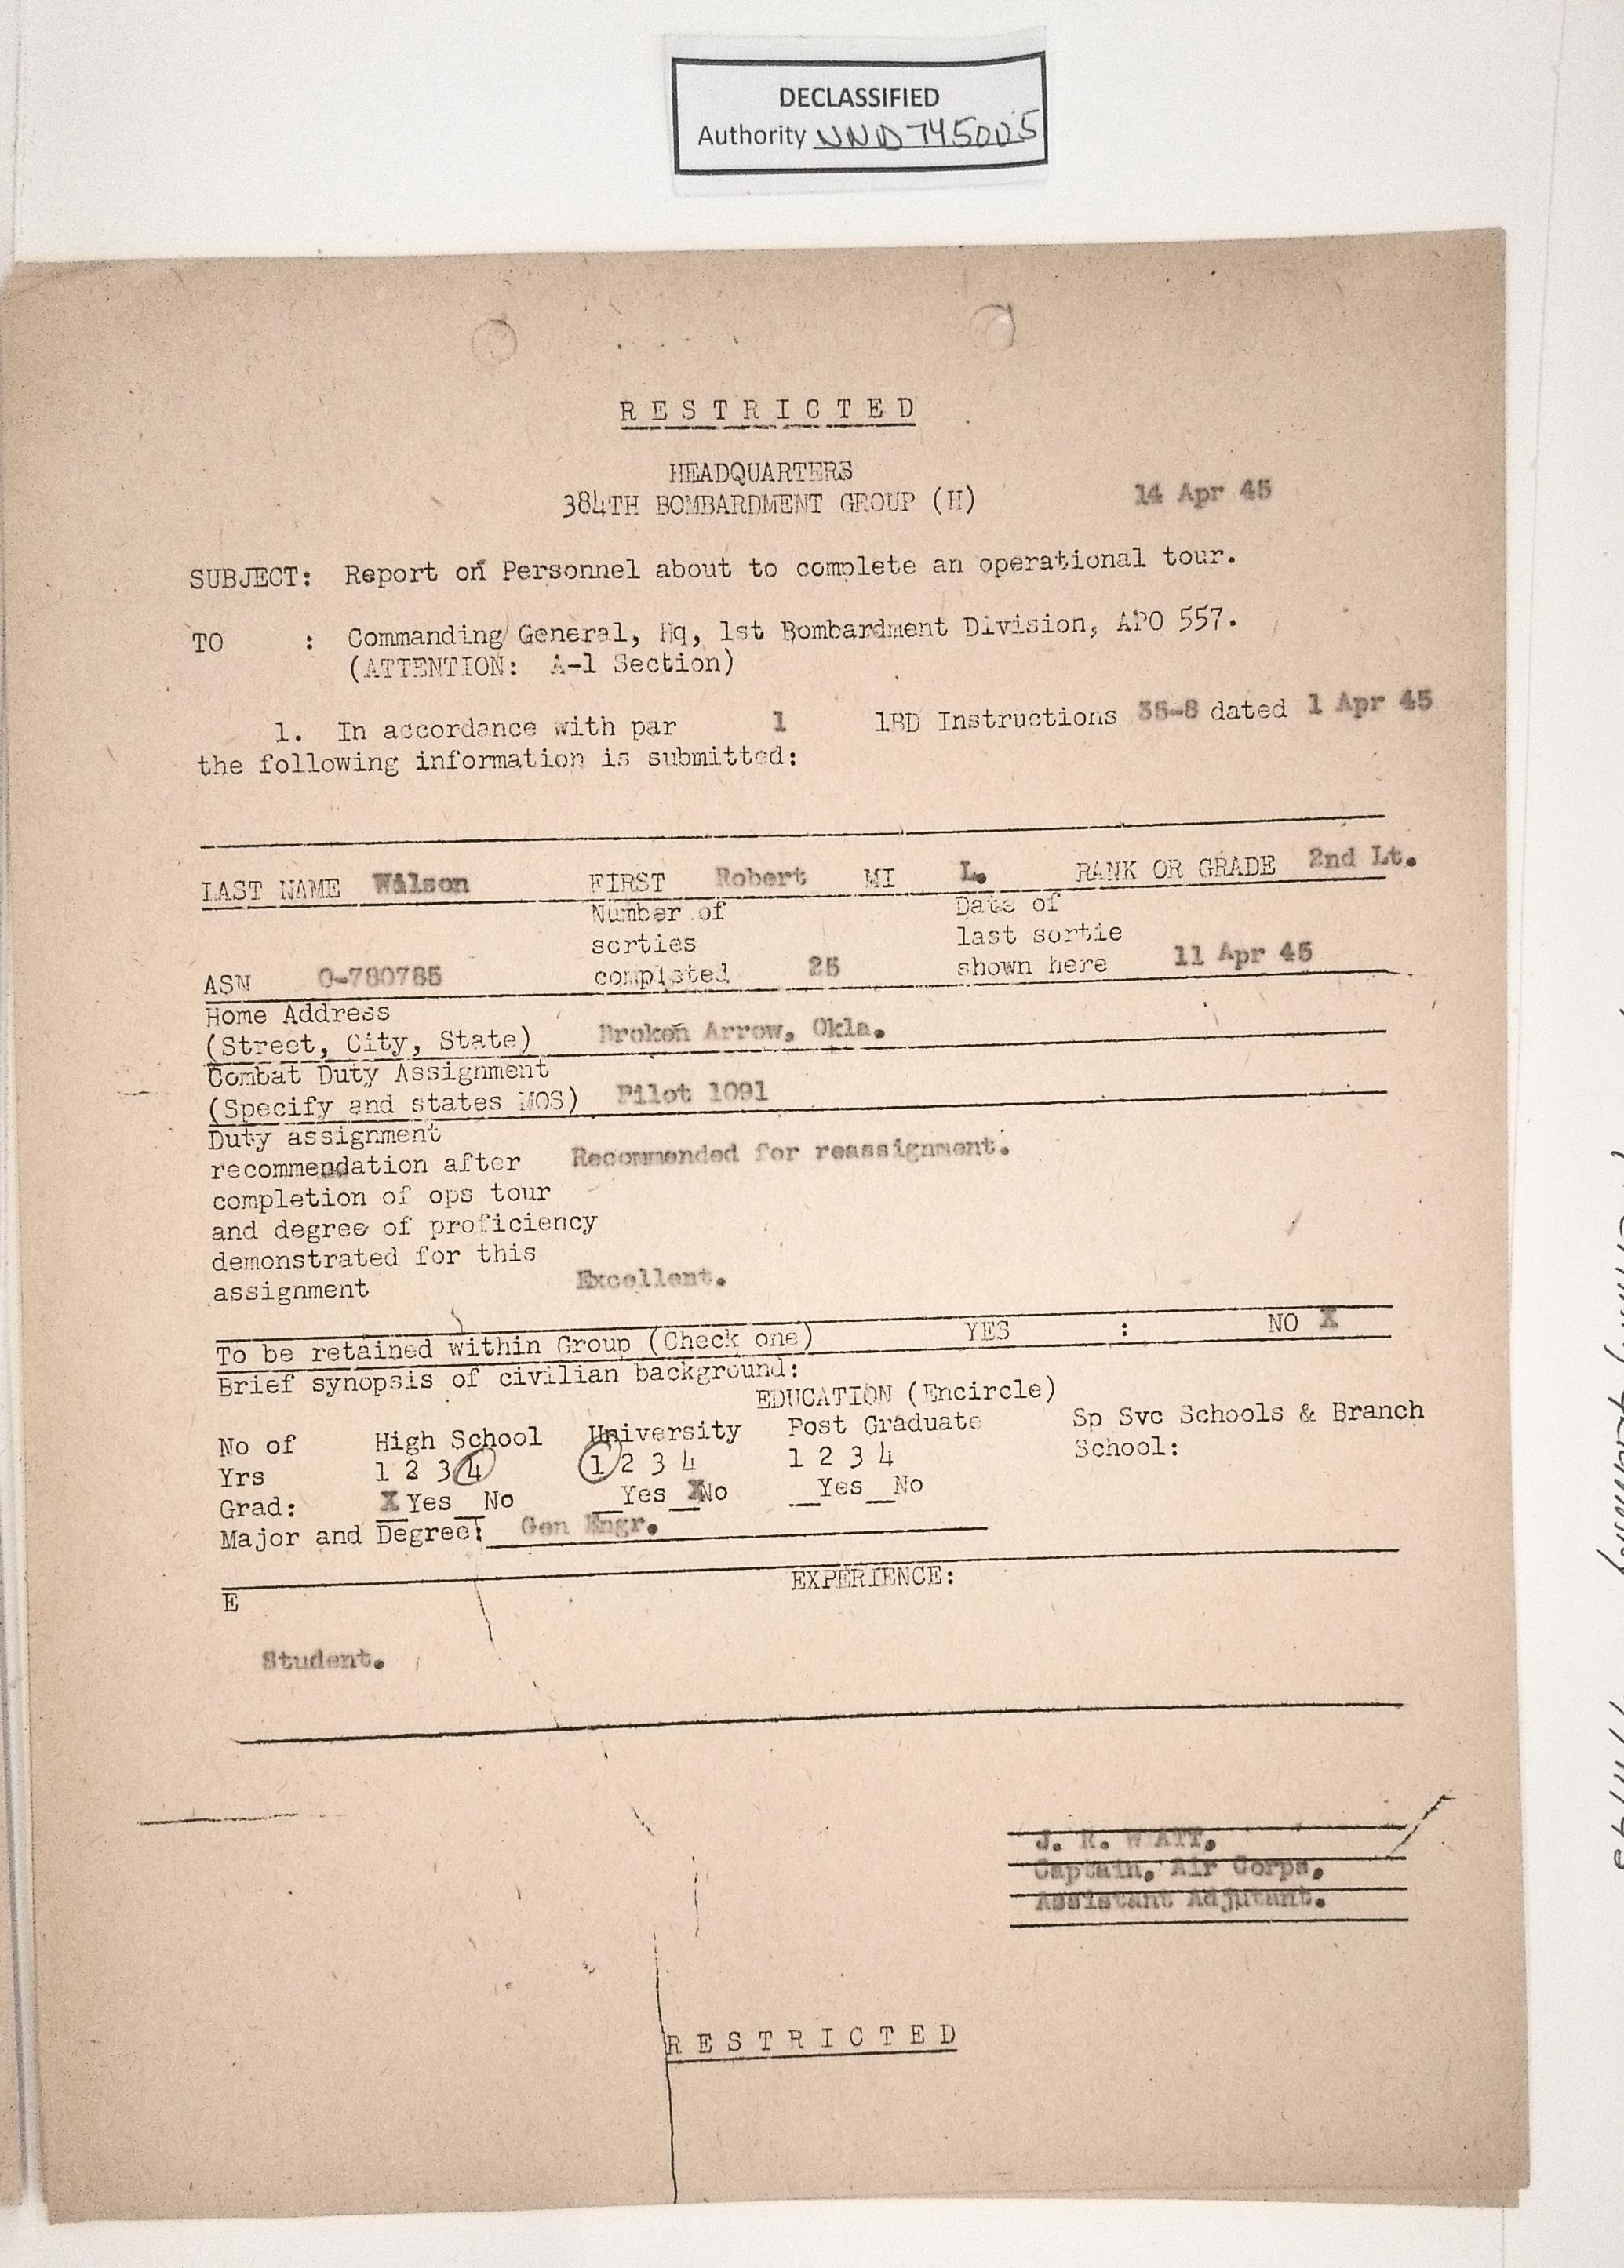 DECLASSIFIED
Authority NND 745005
RESTRICTED
HEADQUARTERS
384TH BOMBARDMENT GROUP (H)
14 Apr 45
SUBJECT: Report on Personnel about to complete an operational tour.
TO : Commanding General, Hq, 1st Bombardment Division, APO 557.
(ATTENTION: A-1 Section)
1. In accordance with par 1 1BD Instructions 35-8 dated 1 Apr 45
the following information is submitted:
LAST NAME Wilson FIRST Robert MI L. RANK OR GRADE 2nd Lt.
Number of Date of
sorties last sortie
ASN O-780785 completed 25 shown here 11 Apr 45
Home Address
(Street, City, State) Broken Arrow, Okla.
Combat Duty Assignment
(Specify and states MOS) Pilot 1091
Duty assignment
recommendation after Recommended for reassignment.
completion of ops tour
and degree of proficiency
demonstrated for this
assignment Excellent.
To be retained within Group (Check one) YES : NO X
Brief synopsis of civilian background:
EDUCATION (Encircle)
No of High School University Post Graduate Sp Svc Schools & Branch
Yrs 1 2 3 4 1 2 3 4 1 2 3 4 School:
Grad: X Yes __No __Yes X No __Yes __No
Major and Degree: Gen Engr.
EXPERIENCE:
E
Student.
J. R. WYATT,
Captain, Air Corps,
Assistant Adjutant.
RESTRICTED